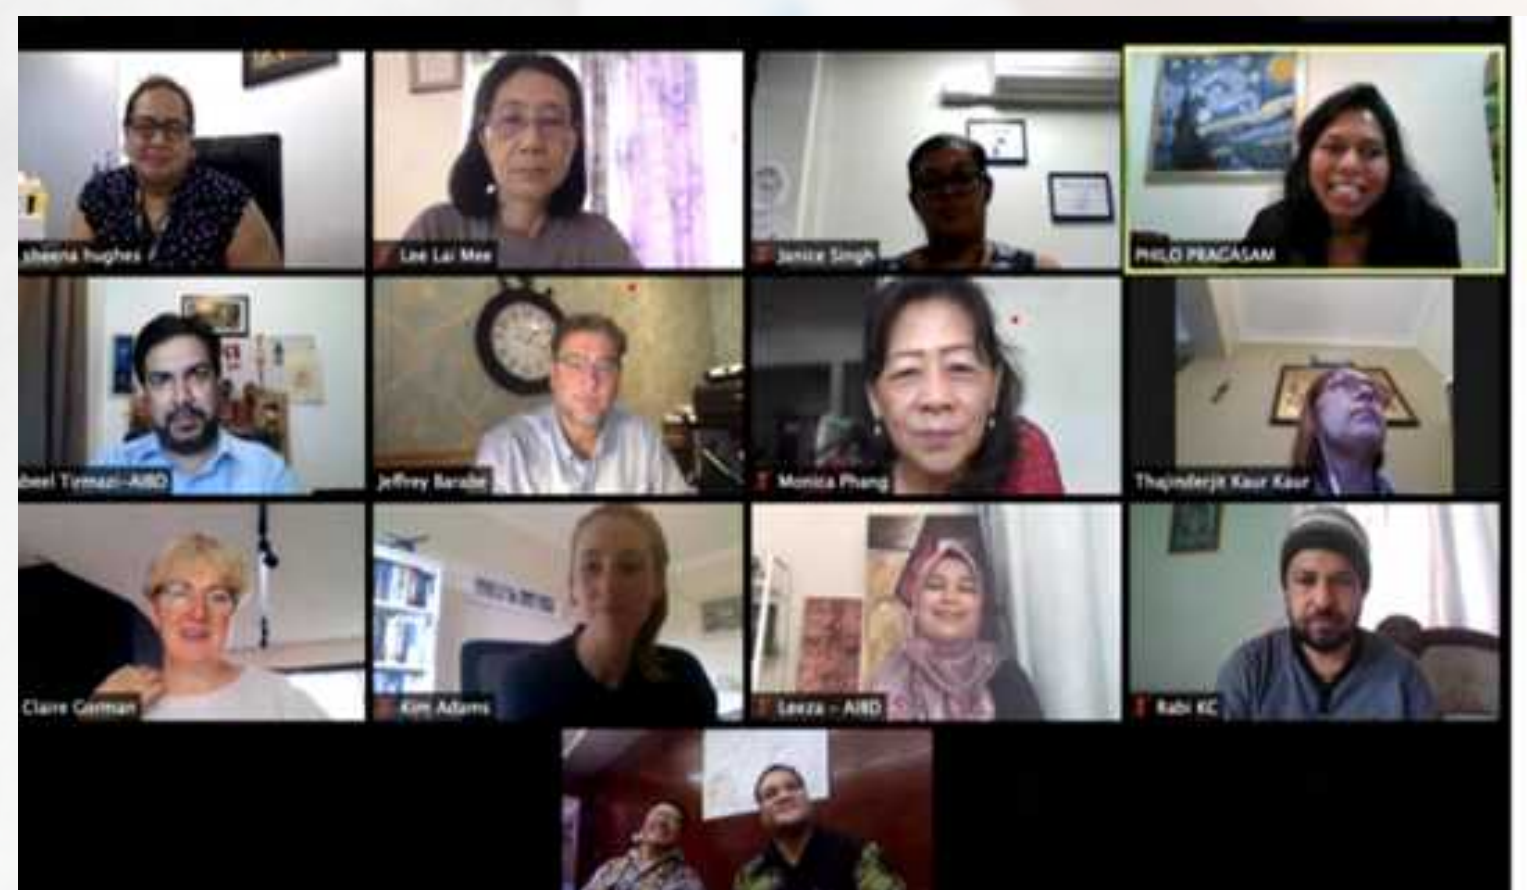 sheena hughes
Lee Lai Mee
Janice Singh
PHILO PRAGASAM
beel Tirmazi-AIBD
Jeffrey Barabe
Monica Phang
Thajinderjit Kaur Kaur
Claire Gorman
Kim Adams
Leeza - AIBD
Rabi KC